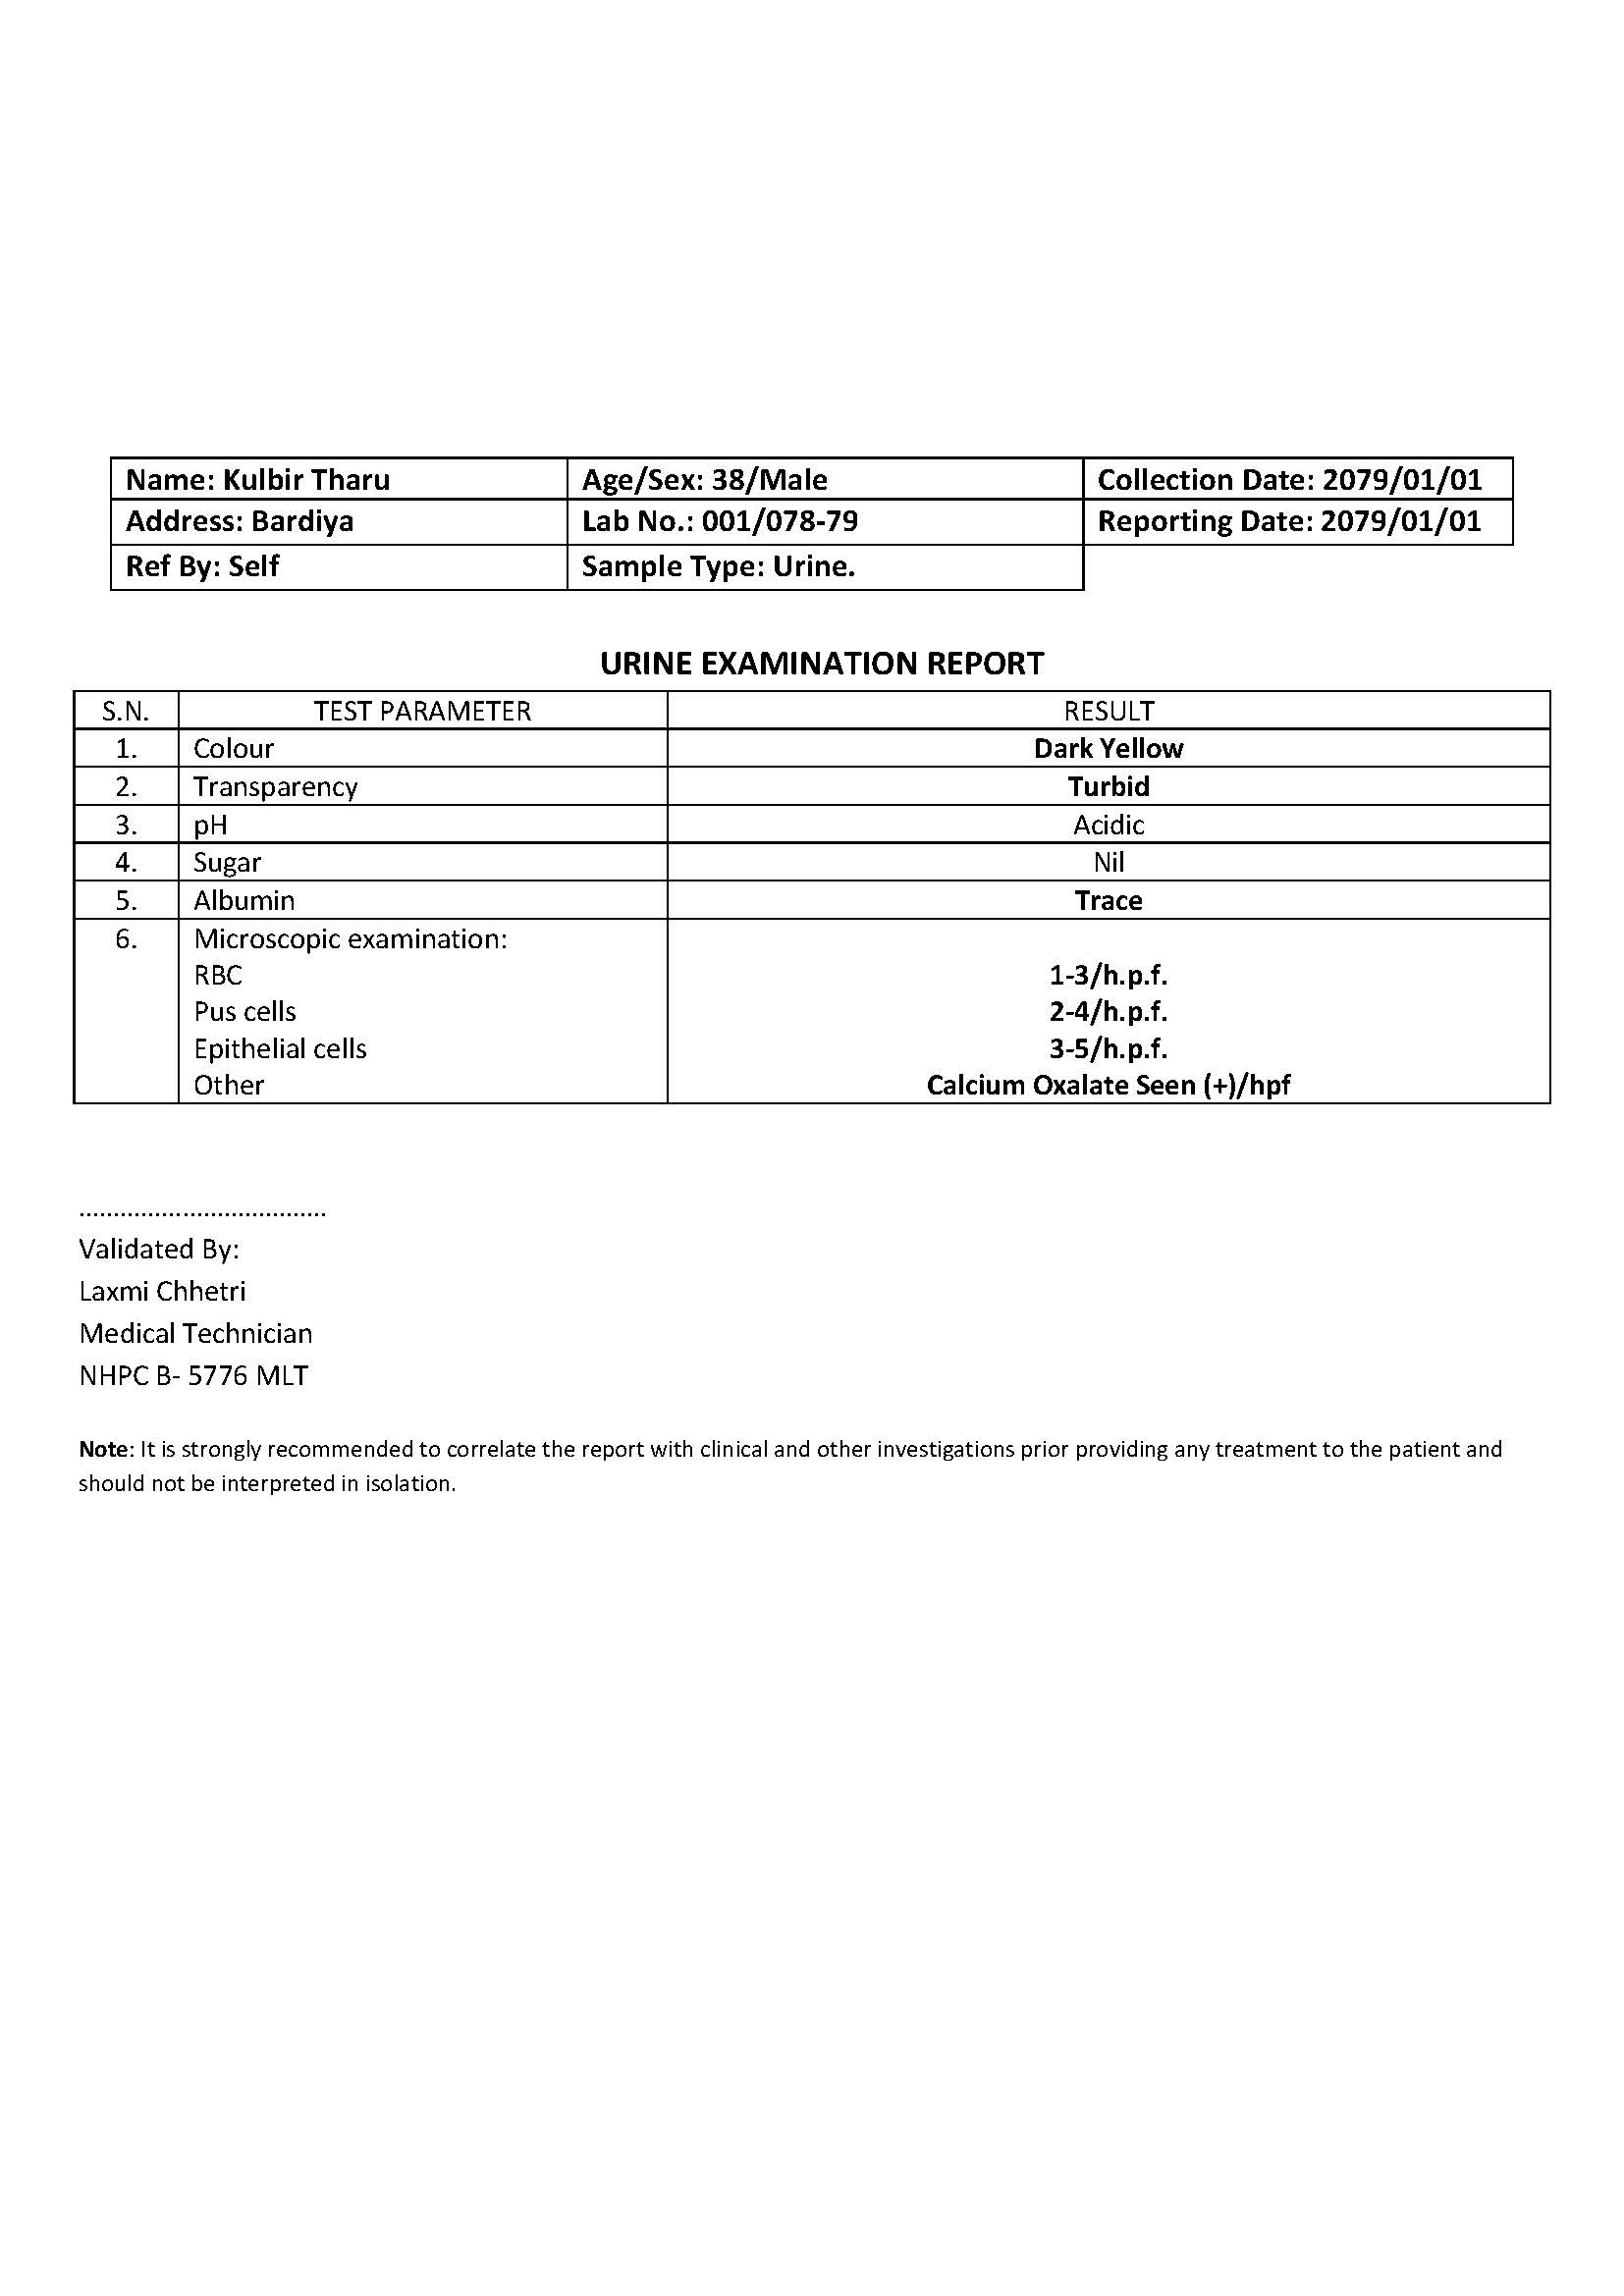 Name: Kulbir Tharu Age/Sex: 38/Male Collection Date: 2079/01/01
Address: Bardiya Lab No.: 001/078-79 Reporting Date: 2079/01/01
Ref By: Self Sample Type: Urine.
URINE EXAMINATION REPORT
S.N. TEST PARAMETER RESULT
1. Colour Dark Yellow
2. Transparency Turbid
3. pH Acidic
4. Sugar Nil
5. Albumin Trace
6. Microscopic examination:
RBC 1-3/h.p.f.
Pus cells 2-4/h.p.f.
Epithelial cells 3-5/h.p.f.
Other Calcium Oxalate Seen (+)/hpf
....................................
Validated By:
Laxmi Chhetri
Medical Technician
NHPC B- 5776 MLT
Note: It is strongly recommended to correlate the report with clinical and other investigations prior providing any treatment to the patient and
should not be interpreted in isolation.